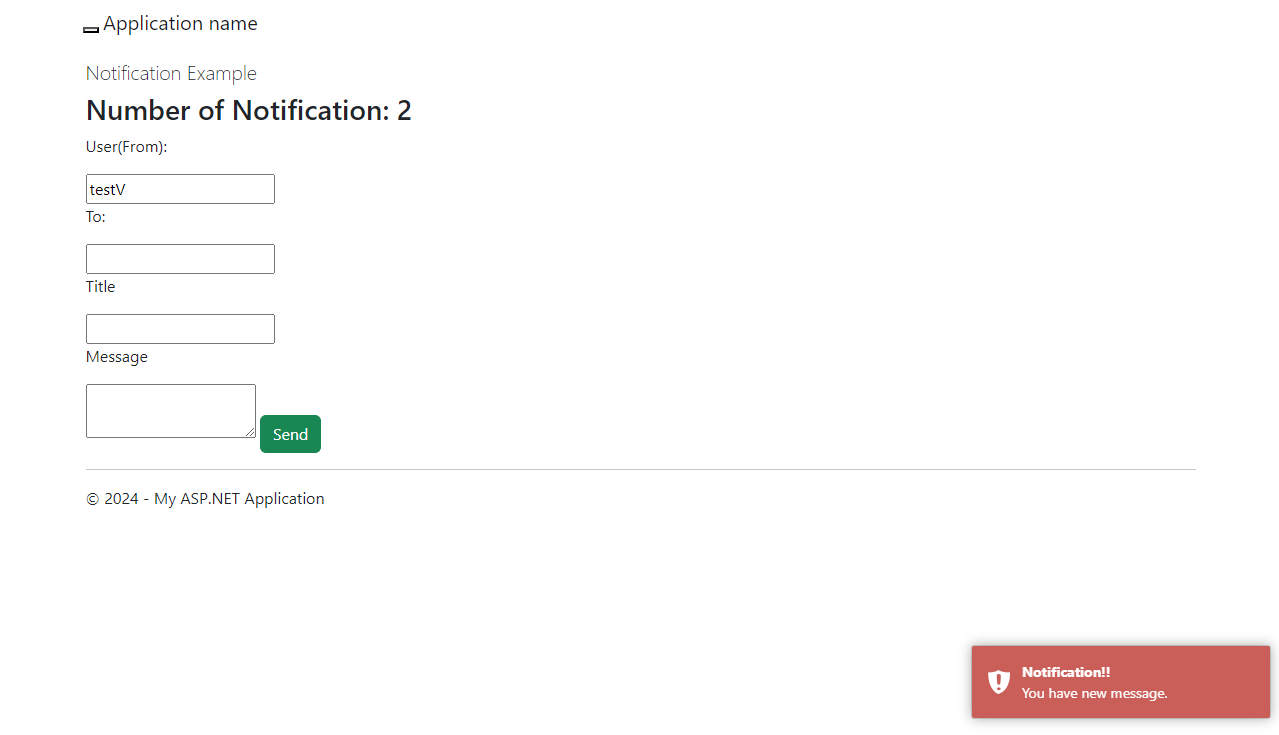 Application name
Notification Example
Number of Notification: 2
User(From):
testV
To:
Title
Message
Send
© 2024 - My ASP.NET Application
Notification!!
You have new message.